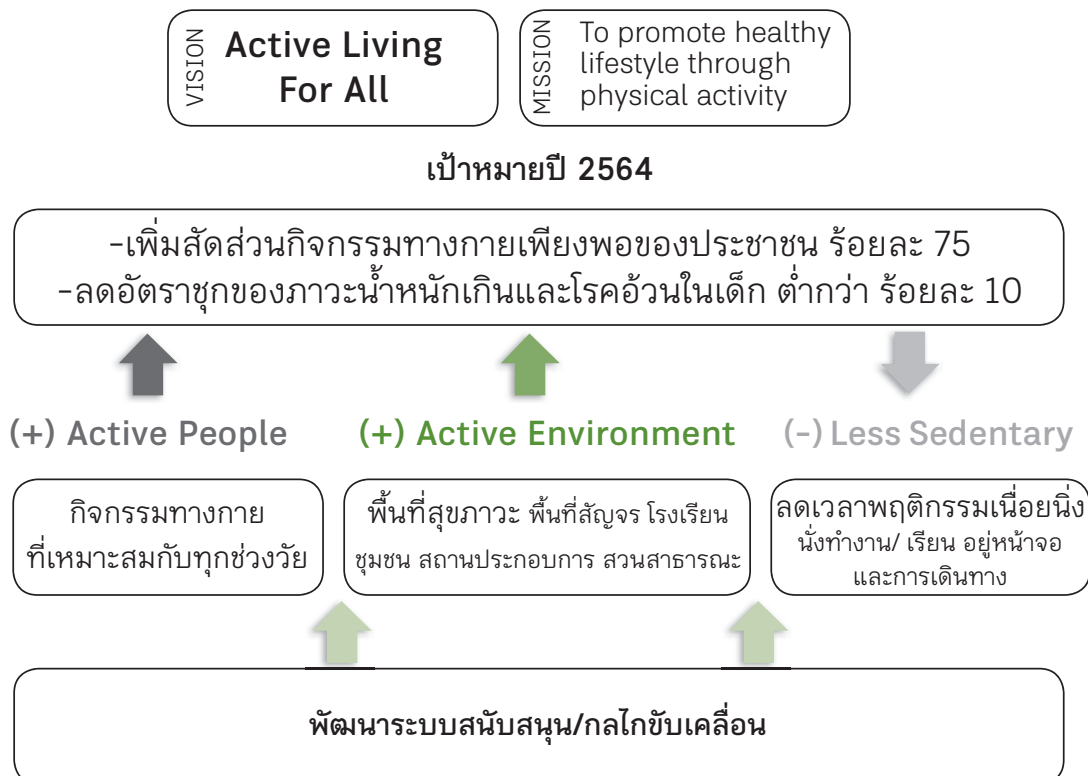 VISION
Active Living
For All
MISSION
To promote healthy
lifestyle through
physical activity
เป้าหมายปี 2564
-เพิ่มสัดส่วนกิจกรรมทางกายเพียงพอของประชาชน ร้อยละ 75
-ลดอัตราชุกของภาวะน้ำหนักเกินและโรคอ้วนในเด็ก ต่ำกว่า ร้อยละ 10
(+) Active People
(+) Active Environment
(-) Less Sedentary
กิจกรรมทางกาย
ที่เหมาะสมกับทุกช่วงวัย
พื้นที่สุขภาวะ พื้นที่สัญจร โรงเรียน
ชุมชน สถานประกอบการ สวนสาธารณะ
ลดเวลาพฤติกรรมเนื่อยนิ่ง
นั่งทำงาน/ เรียน อยู่หน้าจอ
และการเดินทาง
พัฒนาระบบสนับสนุน/กลไกขับเคลื่อน